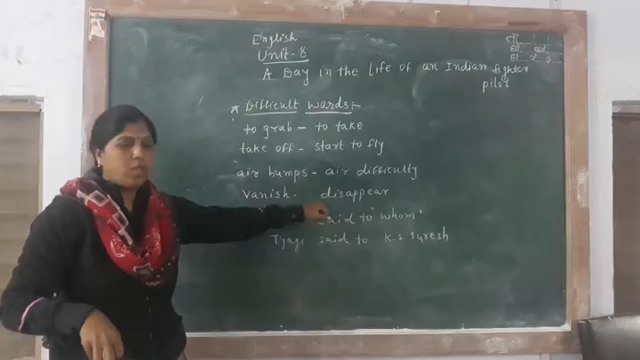 English
Unit-8
A Day in the Life of an Indian fighter
pilot
* Difficult Words:-
to grab - to take
take off - start to fly
air bumps - air difficulty
Vanish - disappear
said to whom'
Tyagi said to K.S Suresh